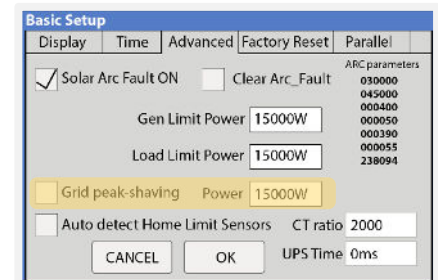 Basic Setup
Display Time Advanced Factory Reset Parallel
ARC parameters
Solar Arc Fault ON Clear Arc_Fault 030000
045000
Gen Limit Power 15000W 000400
000050
000390
Load Limit Power 15000W 000055
238094
Grid peak-shaving Power 15000W
Auto detect Home Limit Sensors CT ratio 2000
CANCEL OK UPS Time 0ms